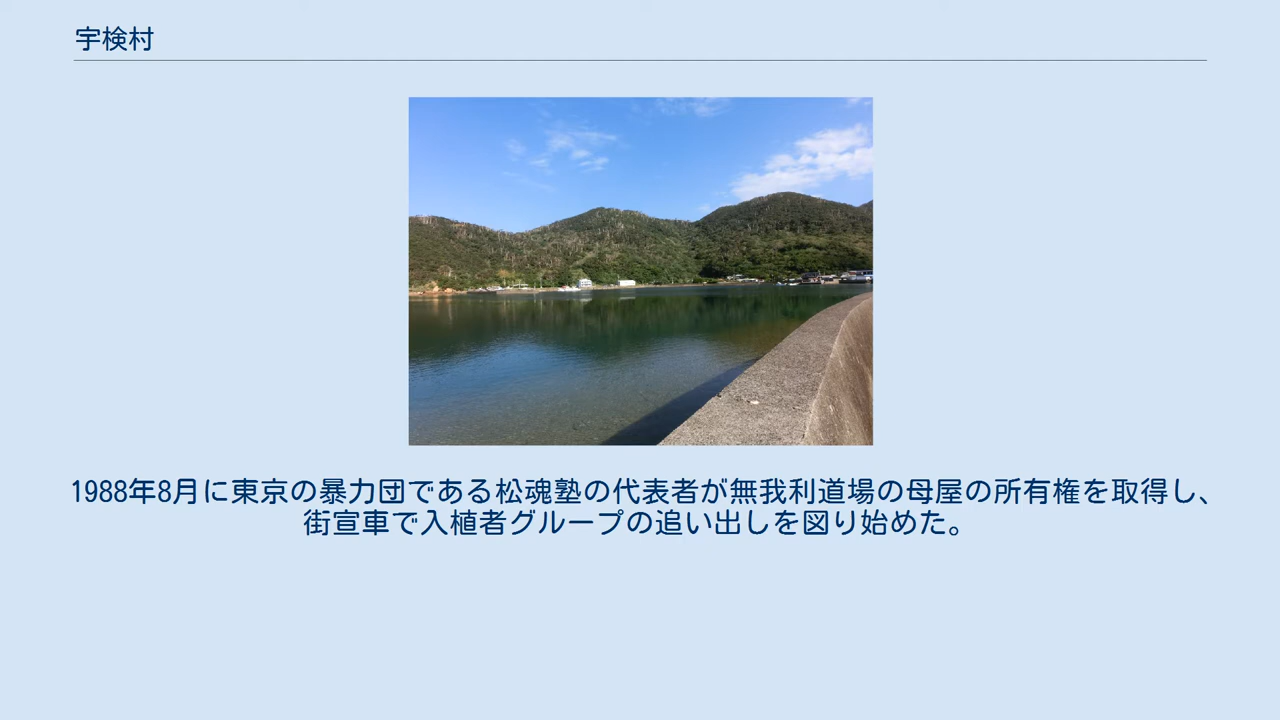 宇検村
1988年8月に東京の暴力団である松魂塾の代表者が無我利道場の母屋の所有権を取得し、
街宣車で入植者グループの追い出しを図り始めた。